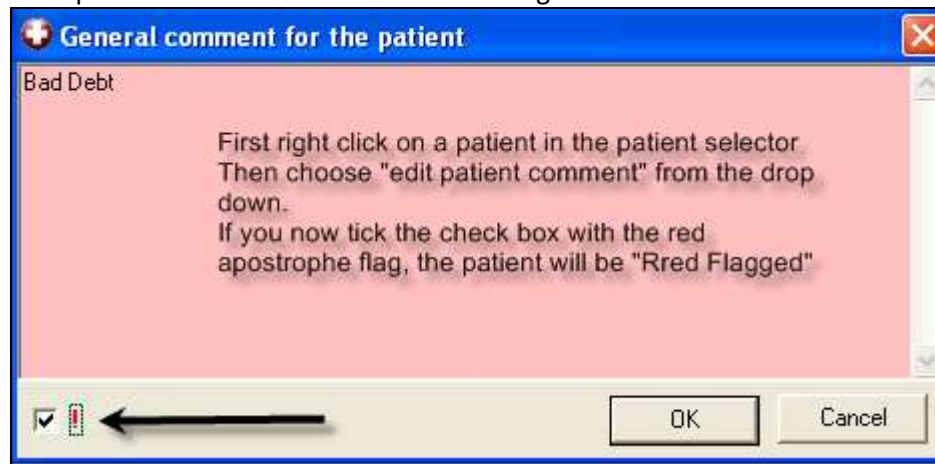 General comment for the patient
Bad Debt
First right click on a patient in the patient selector
Then choose "edit patient comment" from the drop
down.
If you now tick the check box with the red
apostrophe flag, the patient will be "Rred Flagged"
OK
Cancel